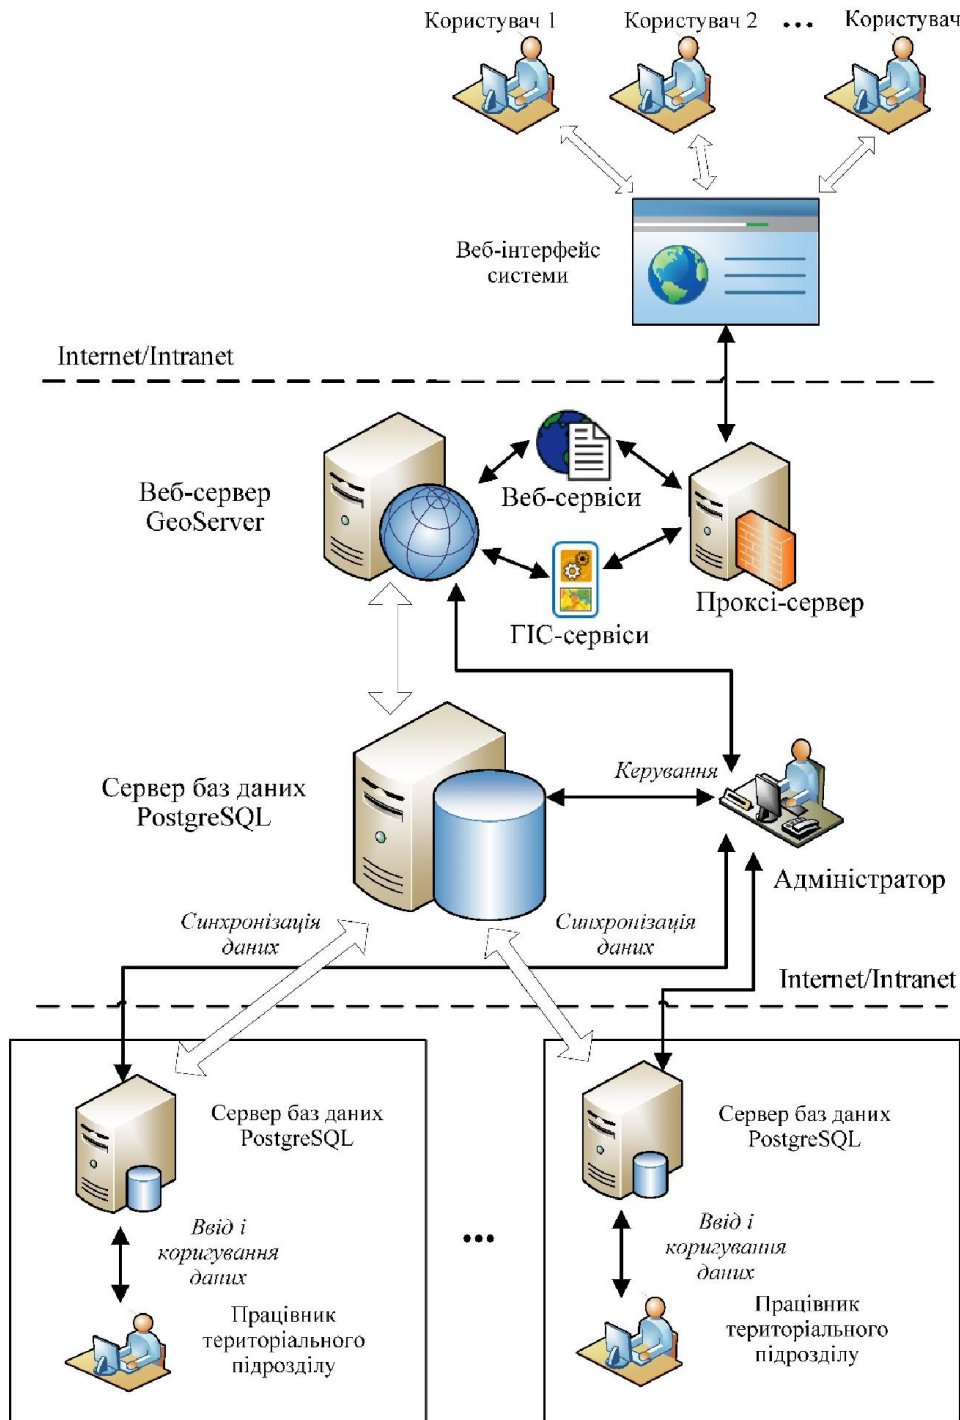 Користувач 1
Користувач 2
...
Користувач
Веб-інтерфейс
системи
Internet/Intranet
Веб-сервер
GeoServer
Веб-сервіси
ГІС-сервіси
Проксі-сервер
Сервер баз даних
PostgreSQL
Керування
Адміністратор
Синхронізація
даних
Синхронізація
даних
Internet/Intranet
Сервер баз даних
PostgreSQL
Ввід і
коригування
даних
Працівник
територіального
підрозділу
...
Сервер баз даних
PostgreSQL
Ввід і
коригування
даних
Працівник
територіального
підрозділу